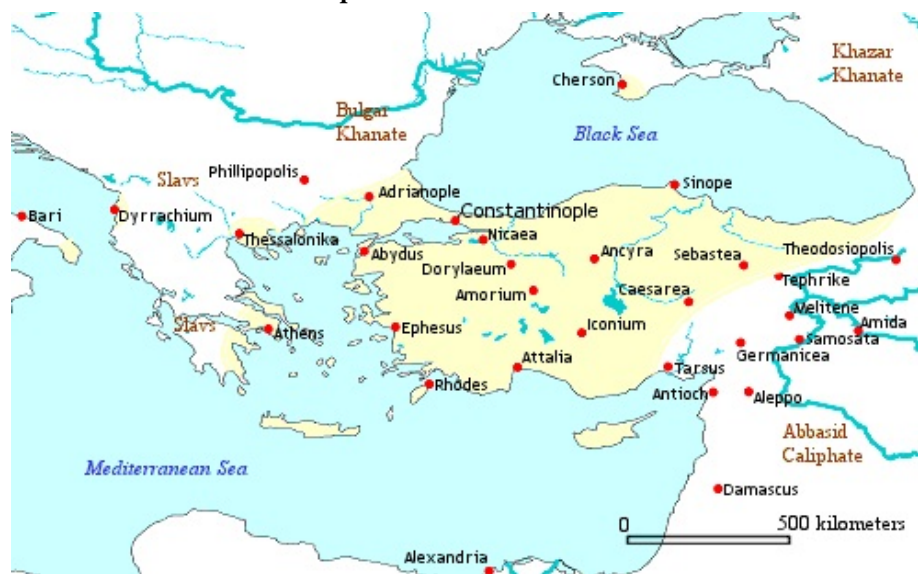 Khazar
Khanate
Cherson
Bulgar
Khanate
Black Sea
Phillipopolis
Slavs
Sinope
Adrianople
Bari
Dyrrachium
Constantinople
Thessalonika
Nicaea
Abydus
Ancyra
Sebastea
Theodosiopolis
Dorylaeum
Tephrike
Amorium
Caesarea
Melitene
Slavs
Athens
Ephesus
Iconium
Amida
Samosata
Germanicea
Attalia
Tarsus
Rhodes
Antioch
Aleppo
Abbasid
Caliphate
Mediterranean Sea
Damascus
0
500 kilometers
Alexandria